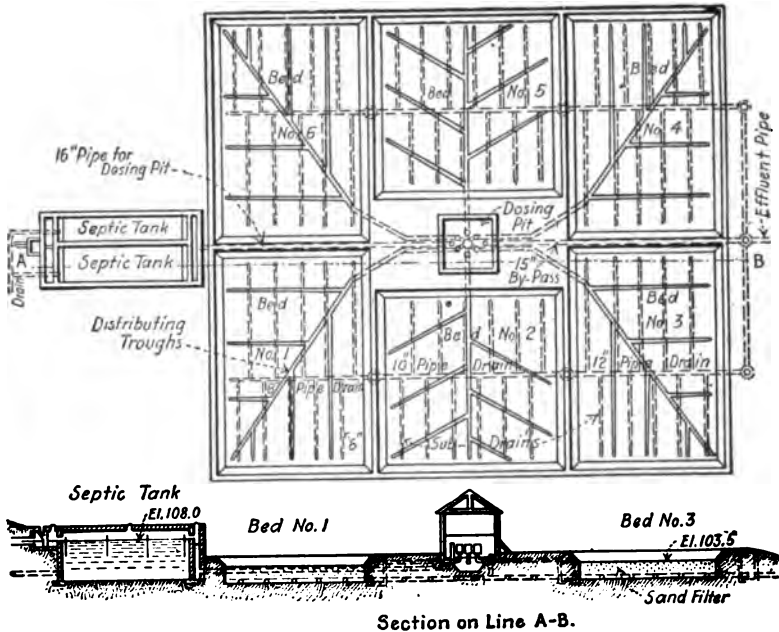 Bed
No. 6
Bed No. 5
Bed
No. 4
16" Pipe for
Dosing Pit
Effluent Pipe
Dosing
Pit
Septic Tank
A
Septic Tank
Drain
15"
By-Pass
B
Bed
No. 1
Distributing
Troughs
8" Pipe Drain
6"
Bed No. 2
10" Pipe Drains
Sub-Drains
Bed
No. 3
12" Pipe Drain
Septic Tank
El. 108.0
Bed No. 1
Bed No. 3
El. 103.5
Sand Filter
Section on Line A-B.